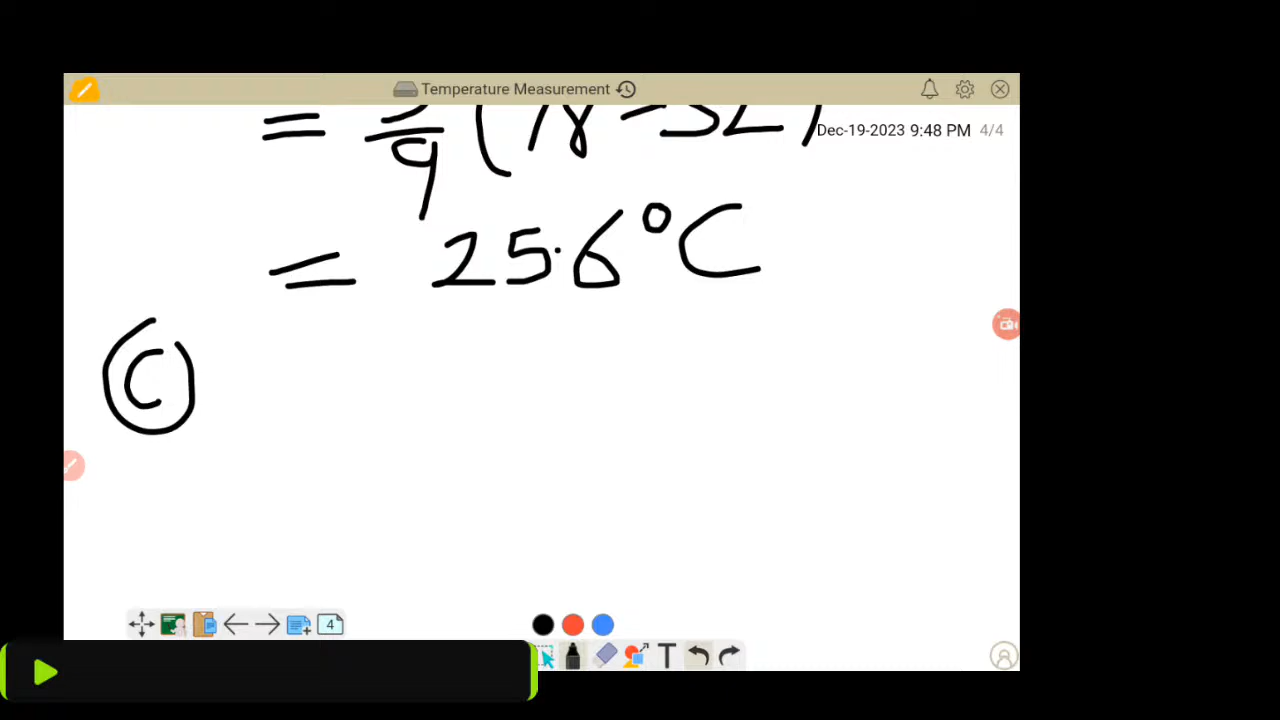 Temperature Measurement
Dec-19-2023 9:48 PM 4/4
= 5/9 (78-32)
= 25.6°C
C
4
T